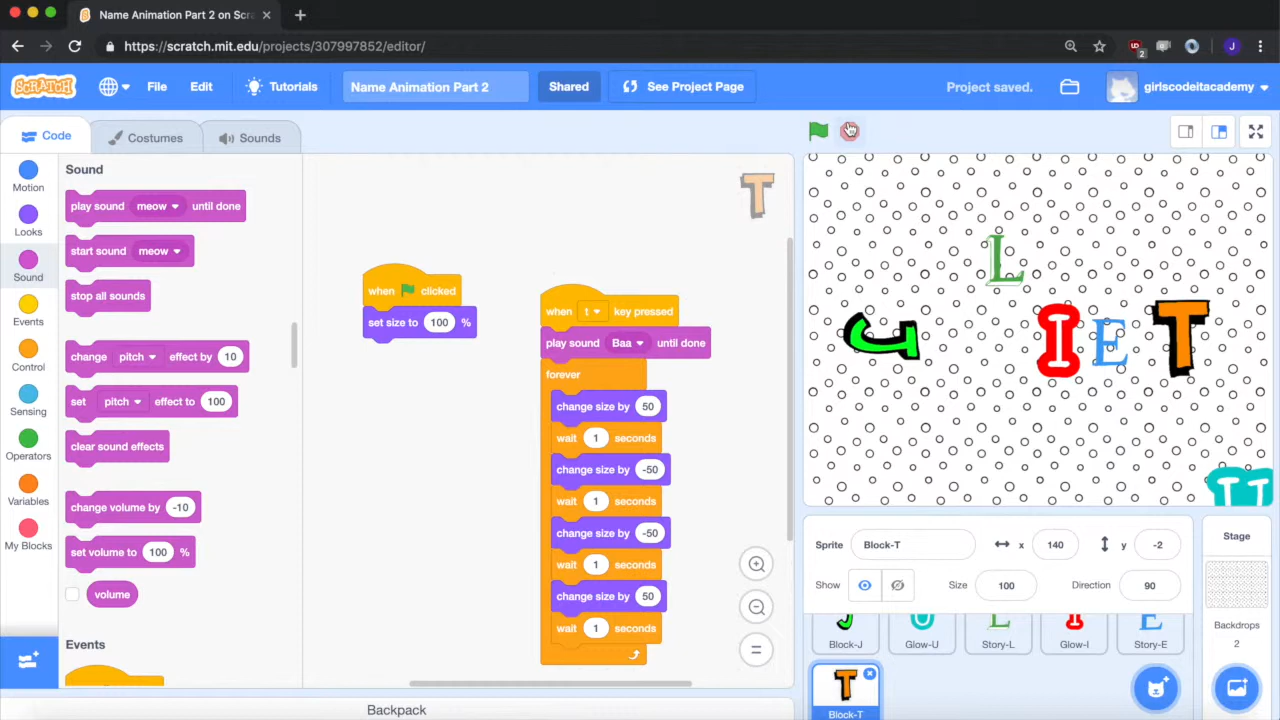 Name Animation Part 2 on Scra
https://scratch.mit.edu/projects/307997852/editor/
2
J
SCRATCH
File
Edit
Tutorials
Name Animation Part 2
Shared
See Project Page
Project saved.
girlscodeitacademy
Code
Costumes
Sounds
Motion
Looks
Sound
Events
Control
Sensing
Operators
Variables
My Blocks
Sound
play sound meow until done
start sound meow
stop all sounds
change pitch effect by 10
set pitch effect to 100
clear sound effects
change volume by -10
set volume to 100 %
volume
Events
when clicked
set size to 100 %
when t key pressed
play sound Baa until done
forever
change size by 50
wait 1 seconds
change size by -50
wait 1 seconds
change size by -50
wait 1 seconds
change size by 50
wait 1 seconds
T
Backpack
L
J
I
E
T
T T
Sprite
Block-T
x
140
y
-2
Show
Size
100
Direction
90
J
U
L
I
E
Block-J
Glow-U
Story-L
Glow-I
Story-E
T
Block-T
Stage
Backdrops
2